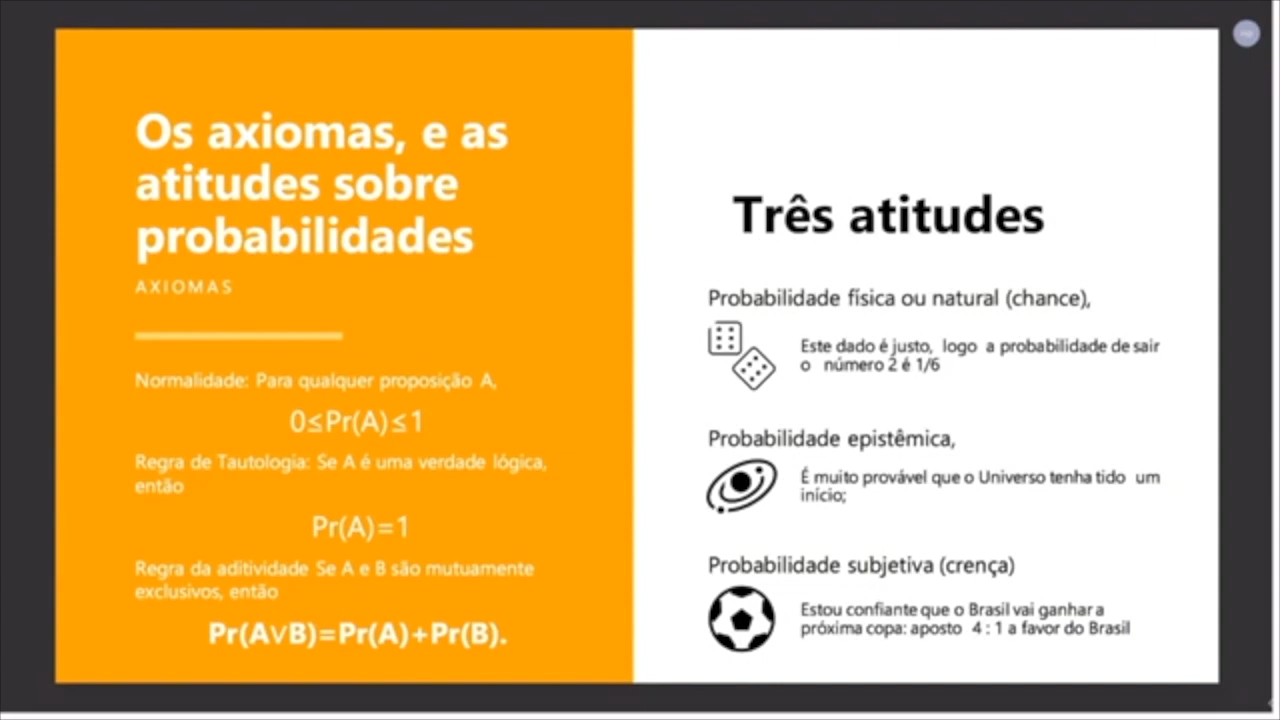 Os axiomas, e as
atitudes sobre
probabilidades
AXIOMAS
Normalidade: Para qualquer proposição A,
0≤Pr(A)≤1
Regra de Tautologia: Se A é uma verdade lógica,
então
Pr(A)=1
Regra da aditividade Se A e B são mutuamente
exclusivos, então
Pr(A∨B)=Pr(A)+Pr(B).
Três atitudes
Probabilidade física ou natural (chance),
Este dado é justo, logo a probabilidade de sair
o número 2 é 1/6
Probabilidade epistêmica,
É muito provável que o Universo tenha tido um
início;
Probabilidade subjetiva (crença)
Estou confiante que o Brasil vai ganhar a
próxima copa: aposto 4 : 1 a favor do Brasil